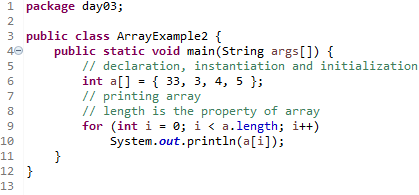 1 package day03;
2
3 public class ArrayExample2 {
4 public static void main(String args[]) {
5 // declaration, instantiation and initialization
6 int a[] = { 33, 3, 4, 5 };
7 // printing array
8 // length is the property of array
9 for (int i = 0; i < a.length; i++)
10 System.out.println(a[i]);
11 }
12 }
13